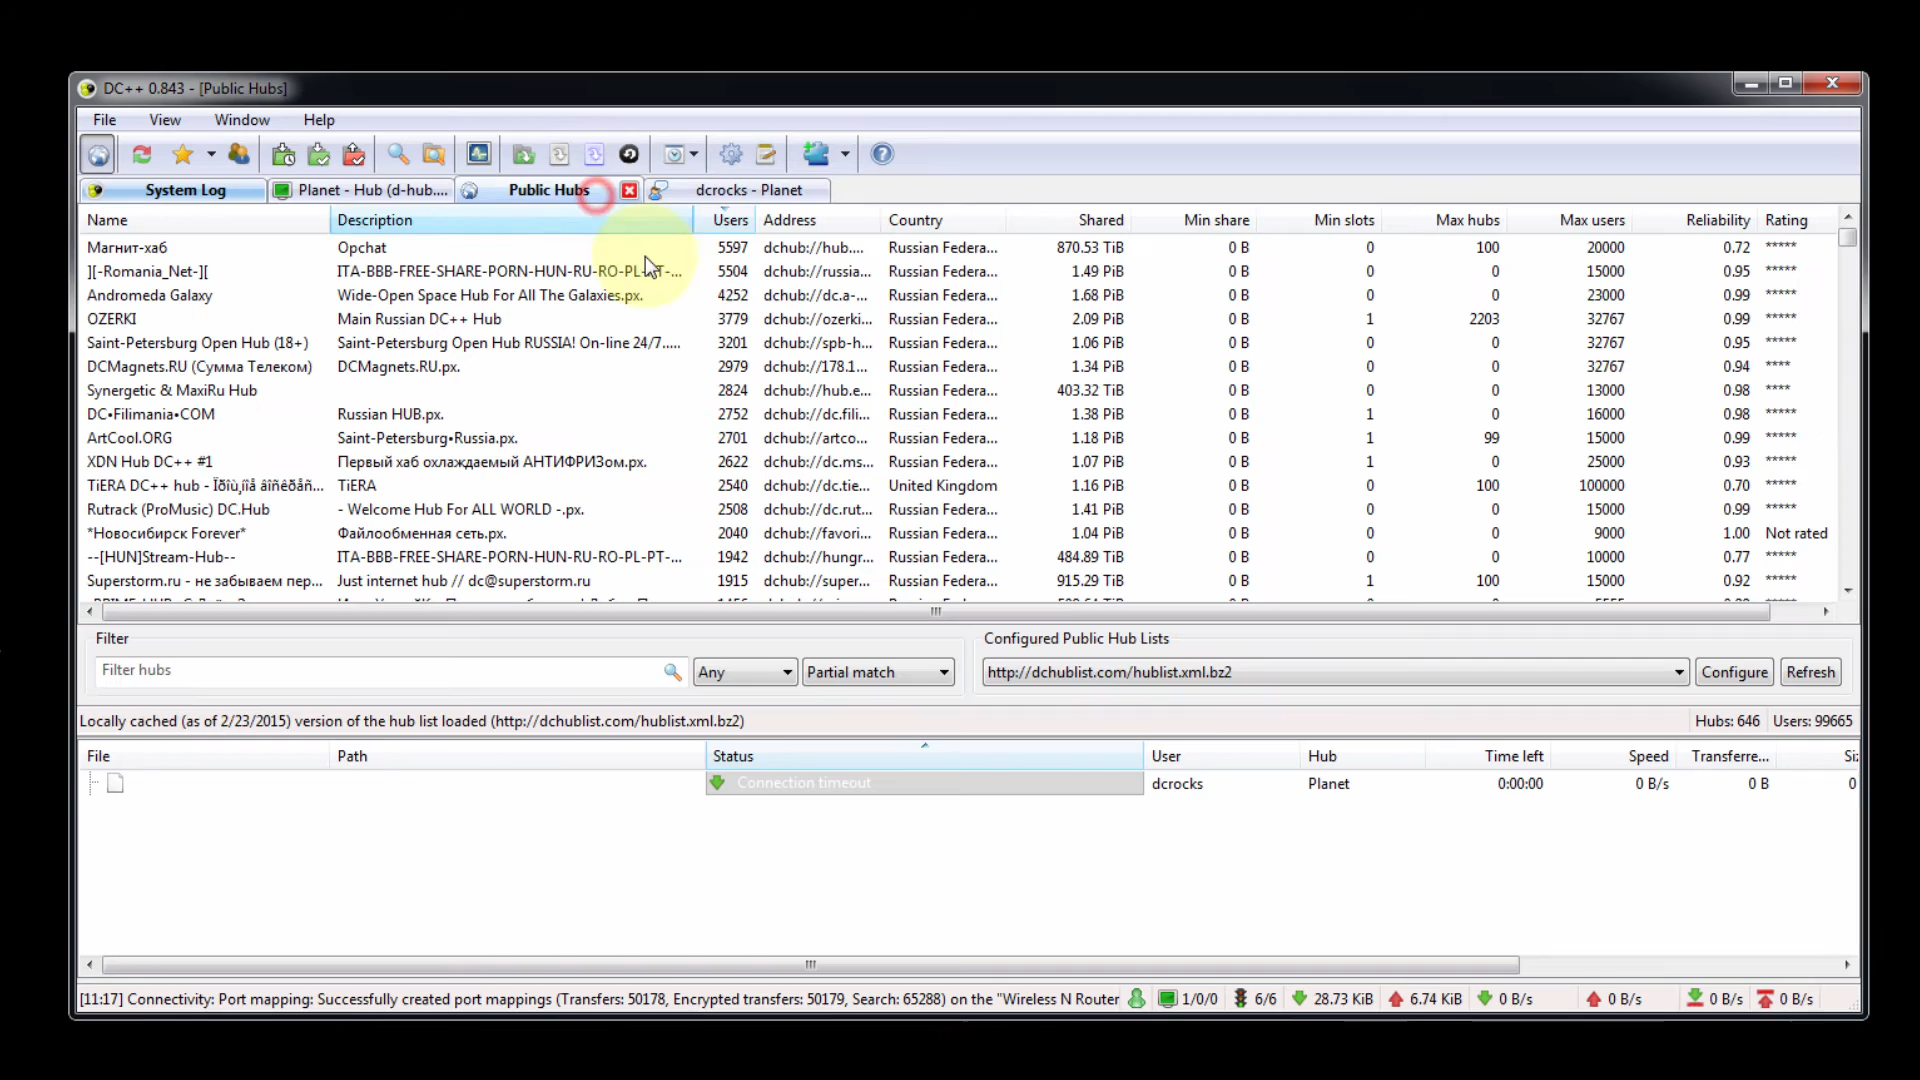 DC++ 0.843 - [Public Hubs]
File View Window Help
System Log Planet - Hub (d-hub.... Public Hubs dcrocks - Planet
Name Description Users Address Country Shared Min share Min slots Max hubs Max users Reliability Rating
Магнит-хаб Opchat 5597 dchub://hub.... Russian Federa... 870.53 TiB 0 B 0 100 20000 0.72 *****
][-Romania_Net-][ ITA-BBB-FREE-SHARE-PORN-HUN-RU-RO-PL-PT-... 5504 dchub://russia... Russian Federa... 1.49 PiB 0 B 0 0 15000 0.95 *****
Andromeda Galaxy Wide-Open Space Hub For All The Galaxies.px. 4252 dchub://dc.a-... Russian Federa... 1.68 PiB 0 B 0 0 23000 0.99 *****
OZERKI Main Russian DC++ Hub 3779 dchub://ozerki... Russian Federa... 2.09 PiB 0 B 1 2203 32767 0.99 *****
Saint-Petersburg Open Hub (18+) Saint-Petersburg Open Hub RUSSIA! On-line 24/7..... 3201 dchub://spb-h... Russian Federa... 1.06 PiB 0 B 0 0 32767 0.95 *****
DCMagnets.RU (Сумма Телеком) DCMagnets.RU.px. 2979 dchub://178.1... Russian Federa... 1.34 PiB 0 B 0 0 32767 0.94 ****
Synergetic & MaxiRu Hub 2824 dchub://hub.e... Russian Federa... 403.32 TiB 0 B 0 0 13000 0.98 ****
DC•Filimania•COM Russian HUB.px. 2752 dchub://dc.fili... Russian Federa... 1.38 PiB 0 B 1 0 16000 0.98 *****
ArtCool.ORG Saint-Petersburg•Russia.px. 2701 dchub://artco... Russian Federa... 1.18 PiB 0 B 1 99 15000 0.99 *****
XDN Hub DC++ #1 Первый хаб охлаждаемый АНТИФРИЗом.px. 2622 dchub://dc.ms... Russian Federa... 1.07 PiB 0 B 1 0 25000 0.93 *****
TiERA DC++ hub - TiERA 2540 dchub://dc.tie... United Kingdom 1.16 PiB 0 B 0 100 100000 0.70 *****
Rutrack (ProMusic) DC.Hub - Welcome Hub For ALL WORLD -.px. 2508 dchub://dc.rut... Russian Federa... 1.41 PiB 0 B 0 0 15000 0.99 *****
*Новосибирск Forever* Файлообменная сеть.px. 2040 dchub://favori... Russian Federa... 1.04 PiB 0 B 0 0 9000 1.00 Not rated
--[HUN]Stream-Hub-- ITA-BBB-FREE-SHARE-PORN-HUN-RU-RO-PL-PT-... 1942 dchub://hungr... Russian Federa... 484.89 TiB 0 B 0 0 10000 0.77 *****
Superstorm.ru - не забываем пер... Just internet hub // dc@superstorm.ru 1915 dchub://super... Russian Federa... 915.29 TiB 0 B 1 100 15000 0.92 *****
Filter Configured Public Hub Lists
Filter hubs Any Partial match http://dchublist.com/hublist.xml.bz2 Configure Refresh
Locally cached (as of 2/23/2015) version of the hub list loaded (http://dchublist.com/hublist.xml.bz2) Hubs: 646 Users: 99665
File Path Status User Hub Time left Speed Transferre...
Connection timeout dcrocks Planet 0:00:00 0 B/s 0 B 0
[11:17] Connectivity: Port mapping: Successfully created port mappings (Transfers: 50178, Encrypted transfers: 50179, Search: 65288) on the "Wireless N Router 1/0/0 6/6 28.73 KiB 6.74 KiB 0 B/s 0 B/s 0 B/s 0 B/s